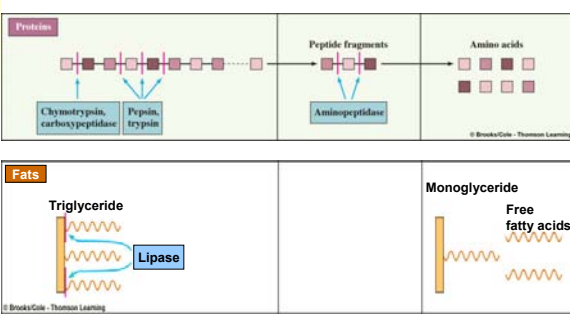 Proteins
Peptide fragments
Amino acids
Chymotrypsin,
carboxypeptidase
Pepsin,
trypsin
Aminopeptidase
© Brooks/Cole - Thomson Learning
Fats
Triglyceride
Lipase
Monoglyceride
Free
fatty acids
© Brooks/Cole - Thomson Learning